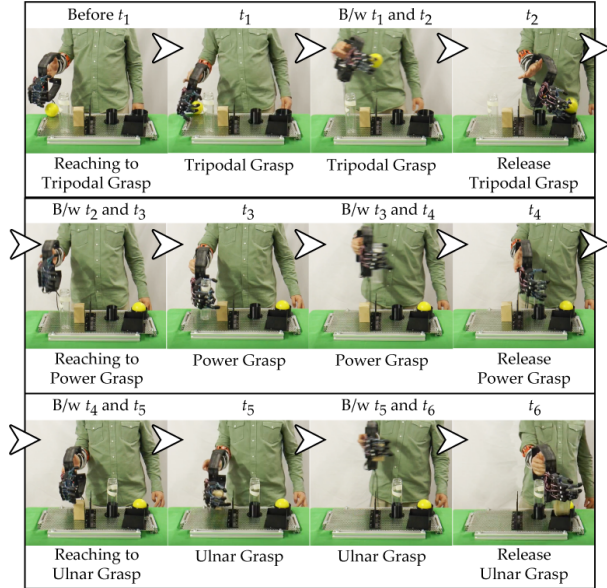 Before t1
t1
B/w t1 and t2
t2
Reaching to
Tripodal Grasp
Tripodal Grasp
Tripodal Grasp
Release
Tripodal Grasp
B/w t2 and t3
t3
B/w t3 and t4
t4
Reaching to
Power Grasp
Power Grasp
Power Grasp
Release
Power Grasp
B/w t4 and t5
t5
B/w t5 and t6
t6
Reaching to
Ulnar Grasp
Ulnar Grasp
Ulnar Grasp
Release
Ulnar Grasp